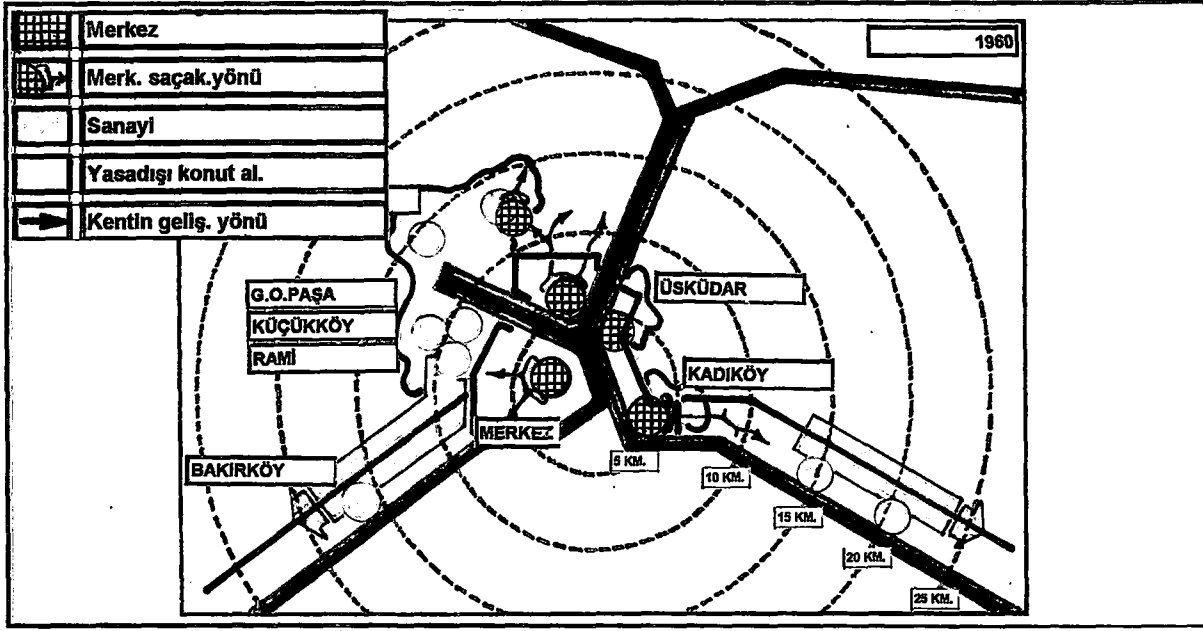 Merkez
Merk. saçak.yönü
Sanayi
Yasadışı konut al.
Kentin geliş. yönü
1960
G.O.PAŞA
KÜÇÜKKÖY
RAMİ
ÜSKÜDAR
KADIKÖY
MERKEZ
BAKIRKÖY
5 KM.
10 KM.
15 KM.
20 KM.
25 KM.